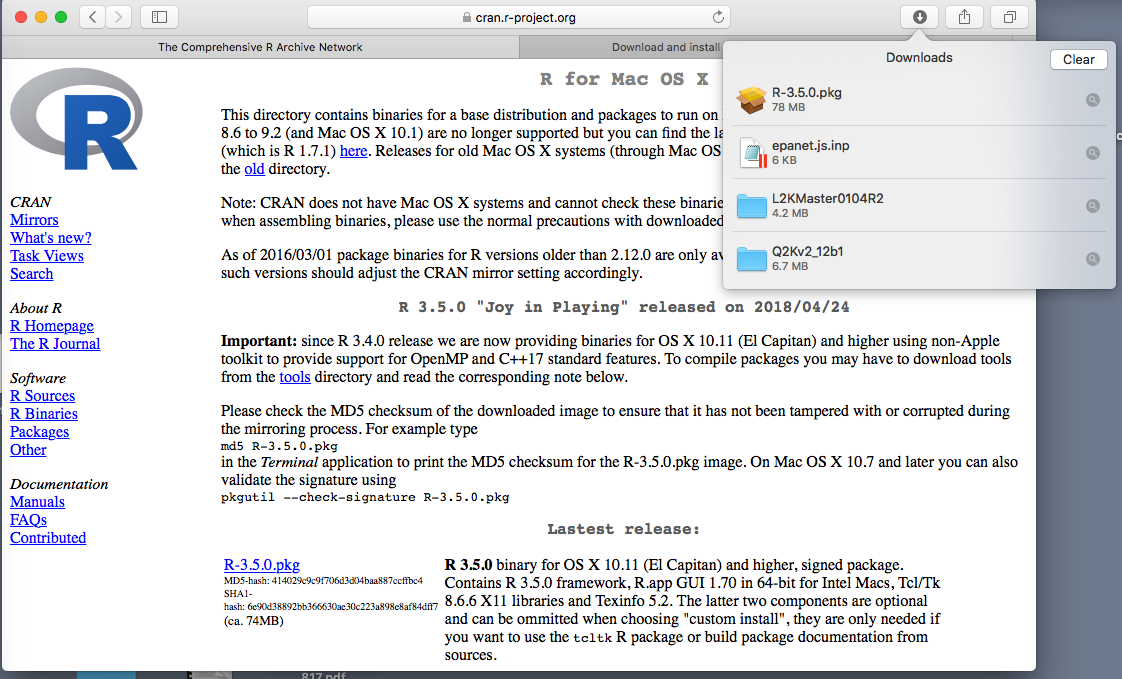 cran.r-project.org
The Comprehensive R Archive Network
Download and install
Downloads
Clear
R-3.5.0.pkg
78 MB
epanet.js.inp
6 KB
L2KMaster0104R2
4.2 MB
Q2Kv2_12b1
6.7 MB
R
CRAN
Mirrors
What's new?
Task Views
Search
About R
R Homepage
The R Journal
Software
R Sources
R Binaries
Packages
Other
Documentation
Manuals
FAQs
Contributed
R for Mac OS X
This directory contains binaries for a base distribution and packages to run on
8.6 to 9.2 (and Mac OS X 10.1) are no longer supported but you can find the la
(which is R 1.7.1) here. Releases for old Mac OS X systems (through Mac OS
the old directory.
Note: CRAN does not have Mac OS X systems and cannot check these binarie
when assembling binaries, please use the normal precautions with downloaded
As of 2016/03/01 package binaries for R versions older than 2.12.0 are only av
such versions should adjust the CRAN mirror setting accordingly.
R 3.5.0 "Joy in Playing" released on 2018/04/24
Important: since R 3.4.0 release we are now providing binaries for OS X 10.11 (El Capitan) and higher using non-Apple
toolkit to provide support for OpenMP and C++17 standard features. To compile packages you may have to download tools
from the tools directory and read the corresponding note below.
Please check the MD5 checksum of the downloaded image to ensure that it has not been tampered with or corrupted during
the mirroring process. For example type
md5 R-3.5.0.pkg
in the Terminal application to print the MD5 checksum for the R-3.5.0.pkg image. On Mac OS X 10.7 and later you can also
validate the signature using
pkgutil --check-signature R-3.5.0.pkg
Lastest release:
R-3.5.0.pkg
MD5-hash: 414029c9c9f706d3d04baa887ccffbc4
SHA1-
hash: 6e90d38892bb366630ae30c223a898e8af84dff7
(ca. 74MB)
R 3.5.0 binary for OS X 10.11 (El Capitan) and higher, signed package.
Contains R 3.5.0 framework, R.app GUI 1.70 in 64-bit for Intel Macs, Tcl/Tk
8.6.6 X11 libraries and Texinfo 5.2. The latter two components are optional
and can be ommitted when choosing "custom install", they are only needed if
you want to use the tcltk R package or build package documentation from
sources.
817.pdf